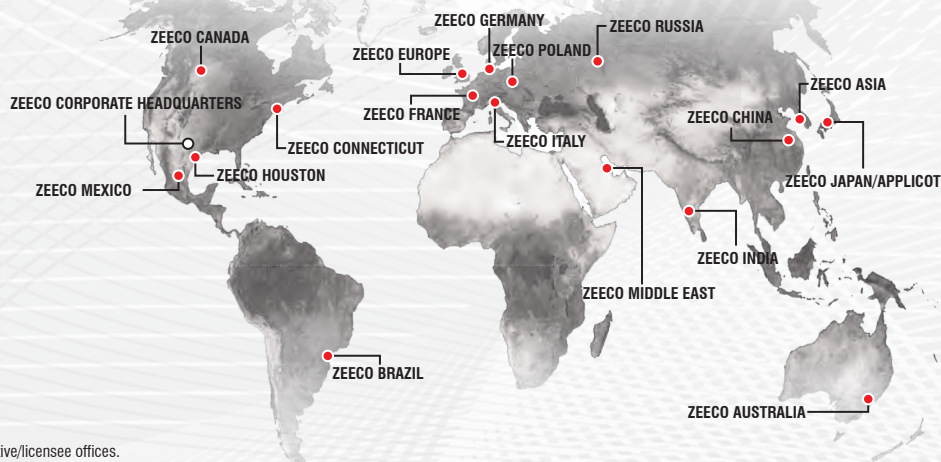 ZEECO GERMANY
ZEECO RUSSIA
ZEECO CANADA
ZEECO EUROPE
ZEECO POLAND
ZEECO ASIA
ZEECO CORPORATE HEADQUARTERS
ZEECO FRANCE
ZEECO CHINA
ZEECO CONNECTICUT
ZEECO ITALY
ZEECO HOUSTON
ZEECO JAPAN/APPLICOT
ZEECO MEXICO
ZEECO INDIA
ZEECO MIDDLE EAST
ZEECO BRAZIL
ZEECO AUSTRALIA
ive/licensee offices.